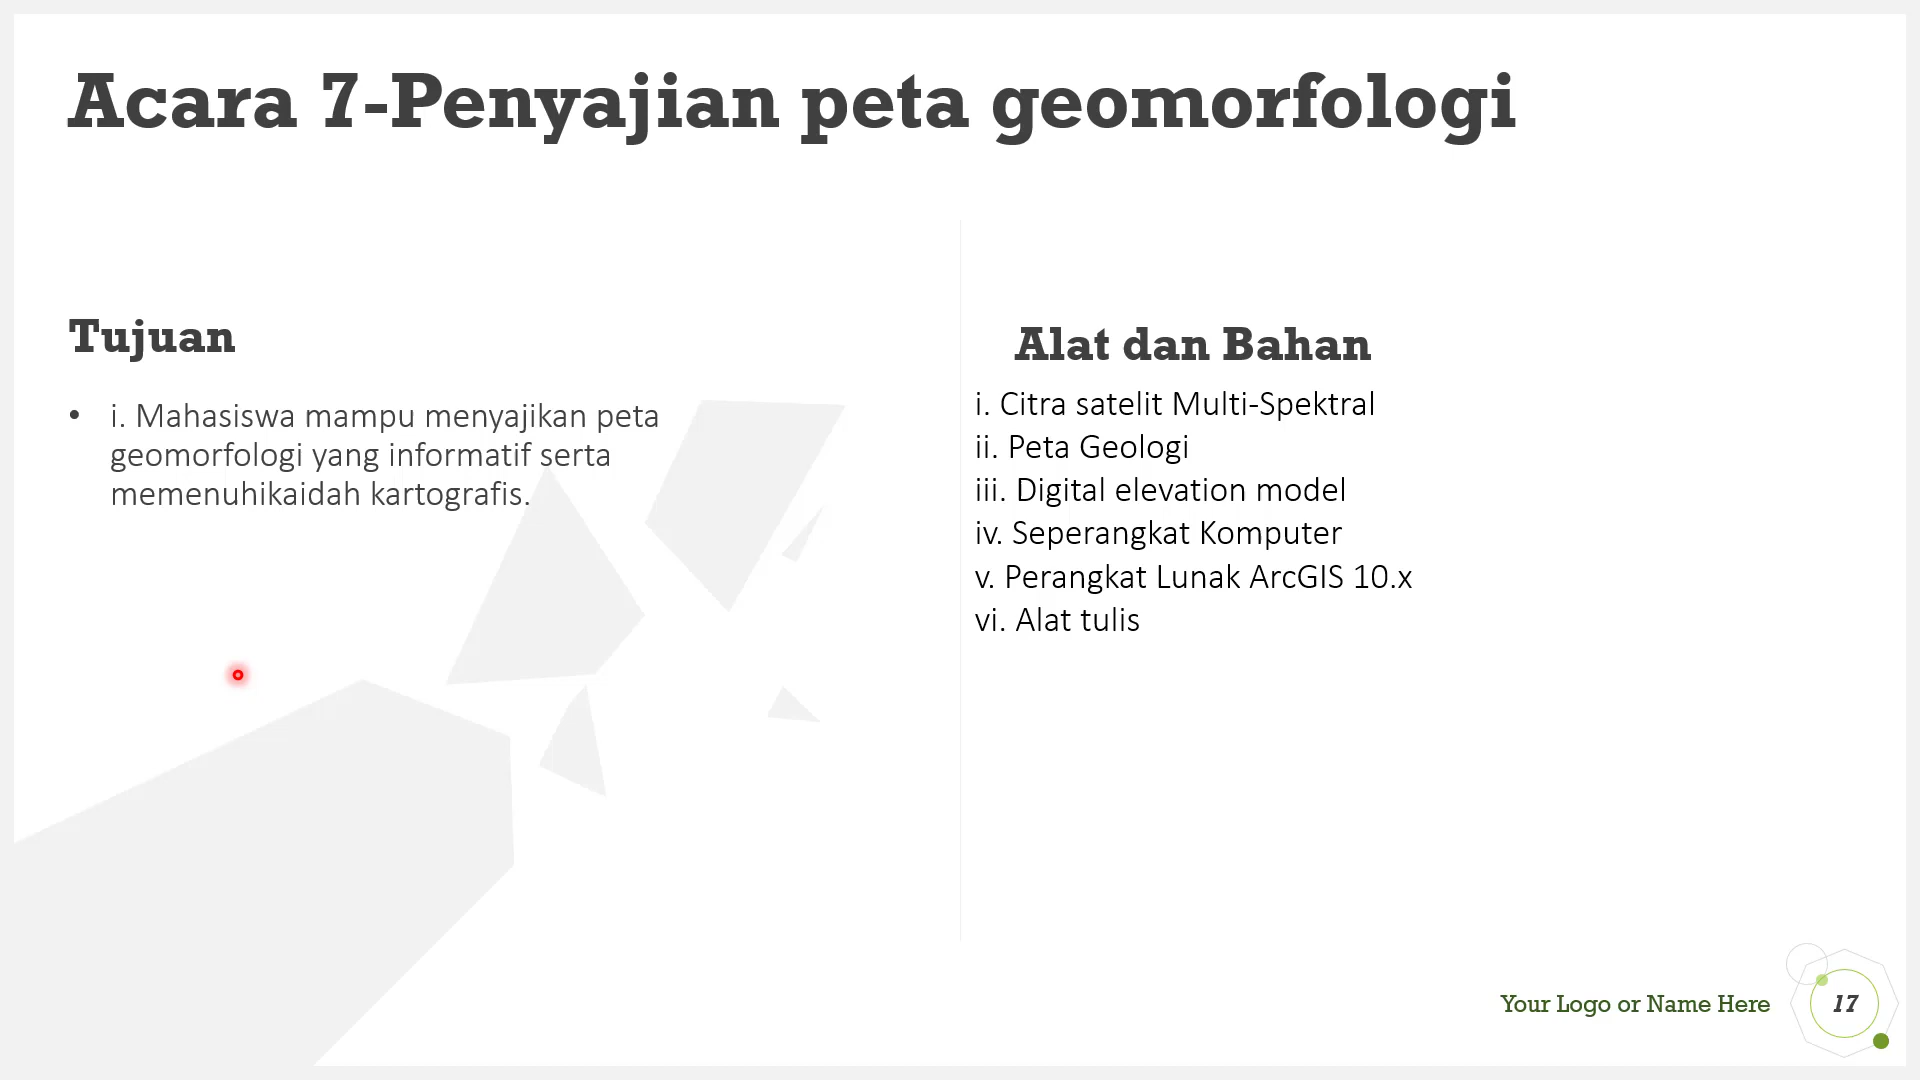 Acara 7-Penyajian peta geomorfologi
Tujuan
• i. Mahasiswa mampu menyajikan peta
geomorfologi yang informatif serta
memenuhikaidah kartografis.
Alat dan Bahan
i. Citra satelit Multi-Spektral
ii. Peta Geologi
iii. Digital elevation model
iv. Seperangkat Komputer
v. Perangkat Lunak ArcGIS 10.x
vi. Alat tulis
Your Logo or Name Here
17